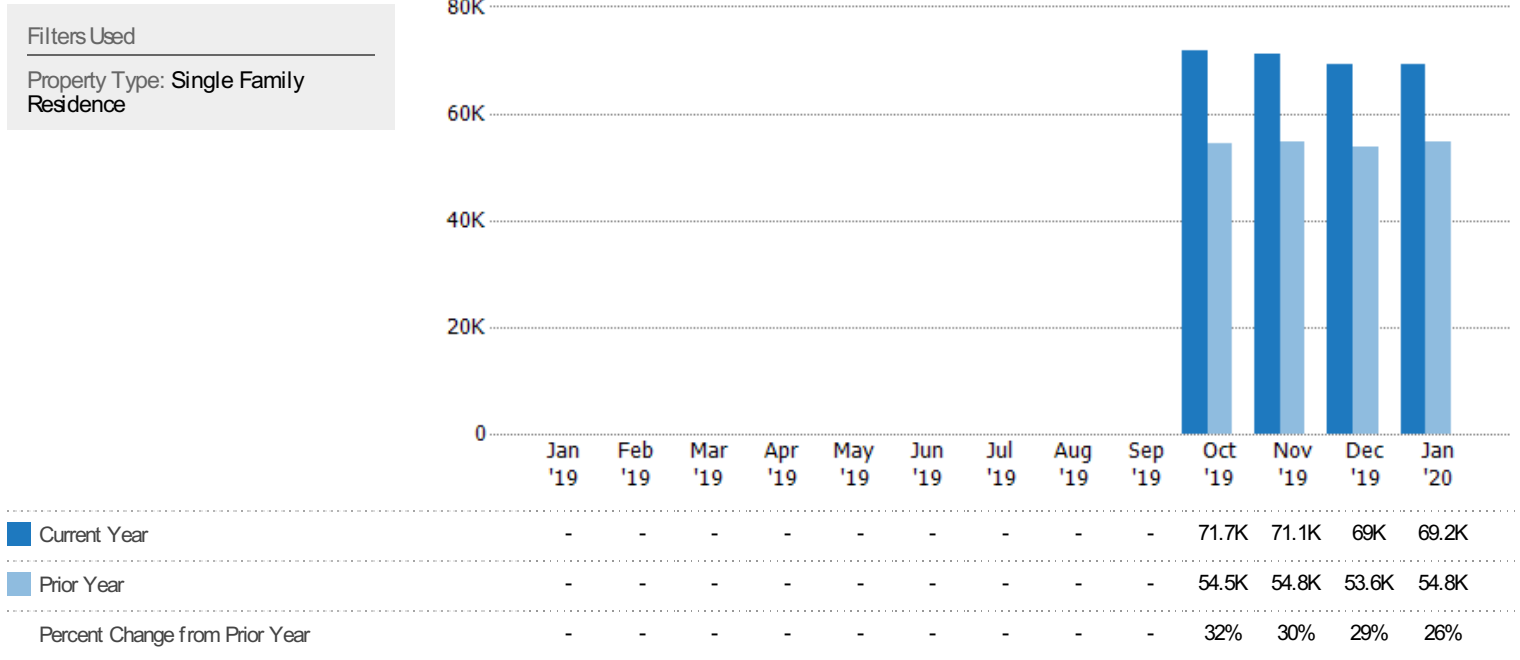 Filters Used
Property Type: Single Family
Residence
80K
60K
40K
20K
0
Jan Feb Mar Apr May Jun Jul Aug Sep Oct Nov Dec Jan
'19 '19 '19 '19 '19 '19 '19 '19 '19 '19 '19 '19 '20
Current Year - - - - - - - - - 71.7K 71.1K 69K 69.2K
Prior Year - - - - - - - - - 54.5K 54.8K 53.6K 54.8K
Percent Change from Prior Year - - - - - - - - - 32% 30% 29% 26%